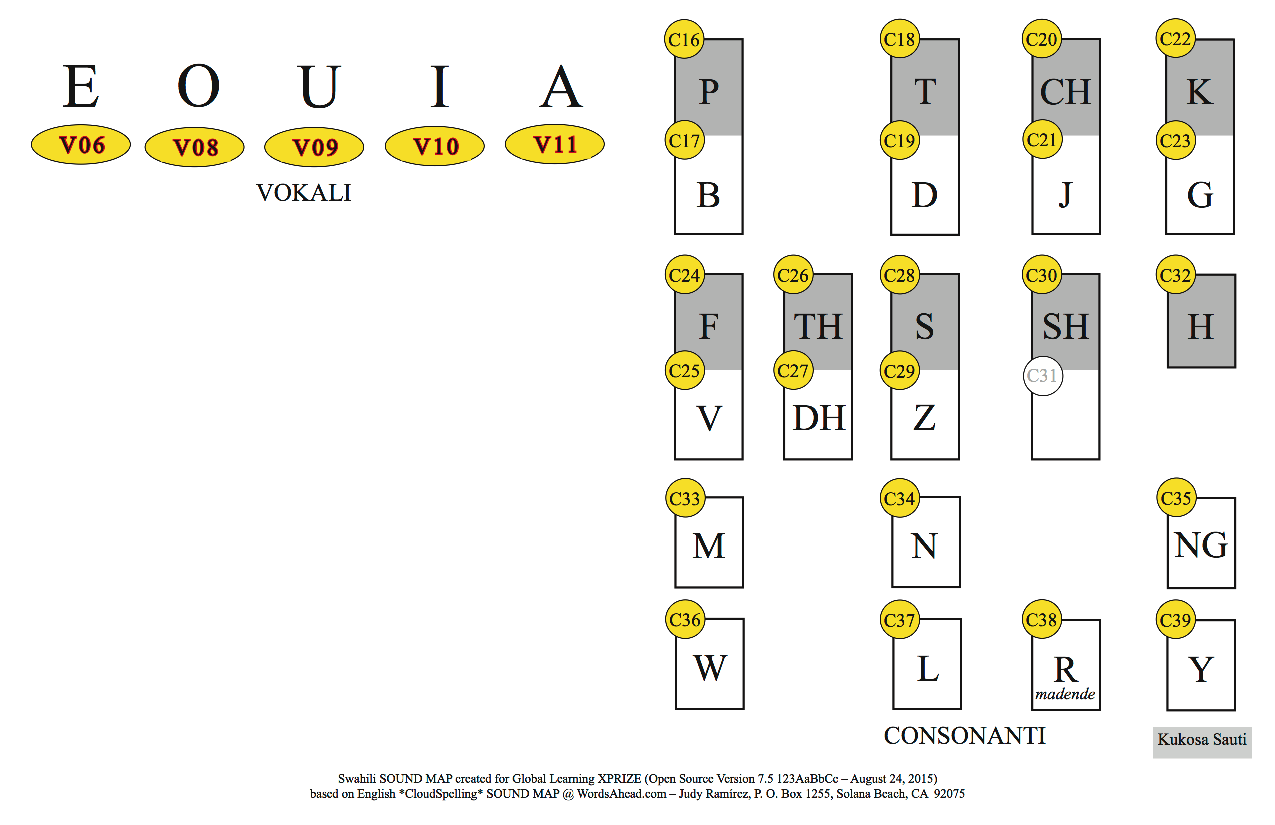 E O U I A
V06 V08 V09 V10 V11
VOKALI
C16 C18 C20 C22
P T CH K
C17 C19 C21 C23
B D J G
C24 C26 C28 C30 C32
F TH S SH H
C25 C27 C29 C31
V DH Z
C33 C34 C35
M N NG
C36 C37 C38 C39
W L R Y
madende
CONSONANTI
Kukosa Sauti
Swahili SOUND MAP created for Global Learning XPRIZE (Open Source Version 7.5 123AaBbCc – August 24, 2015)
based on English *CloudSpelling* SOUND MAP @ WordsAhead.com – Judy Ramírez, P. O. Box 1255, Solana Beach, CA 92075